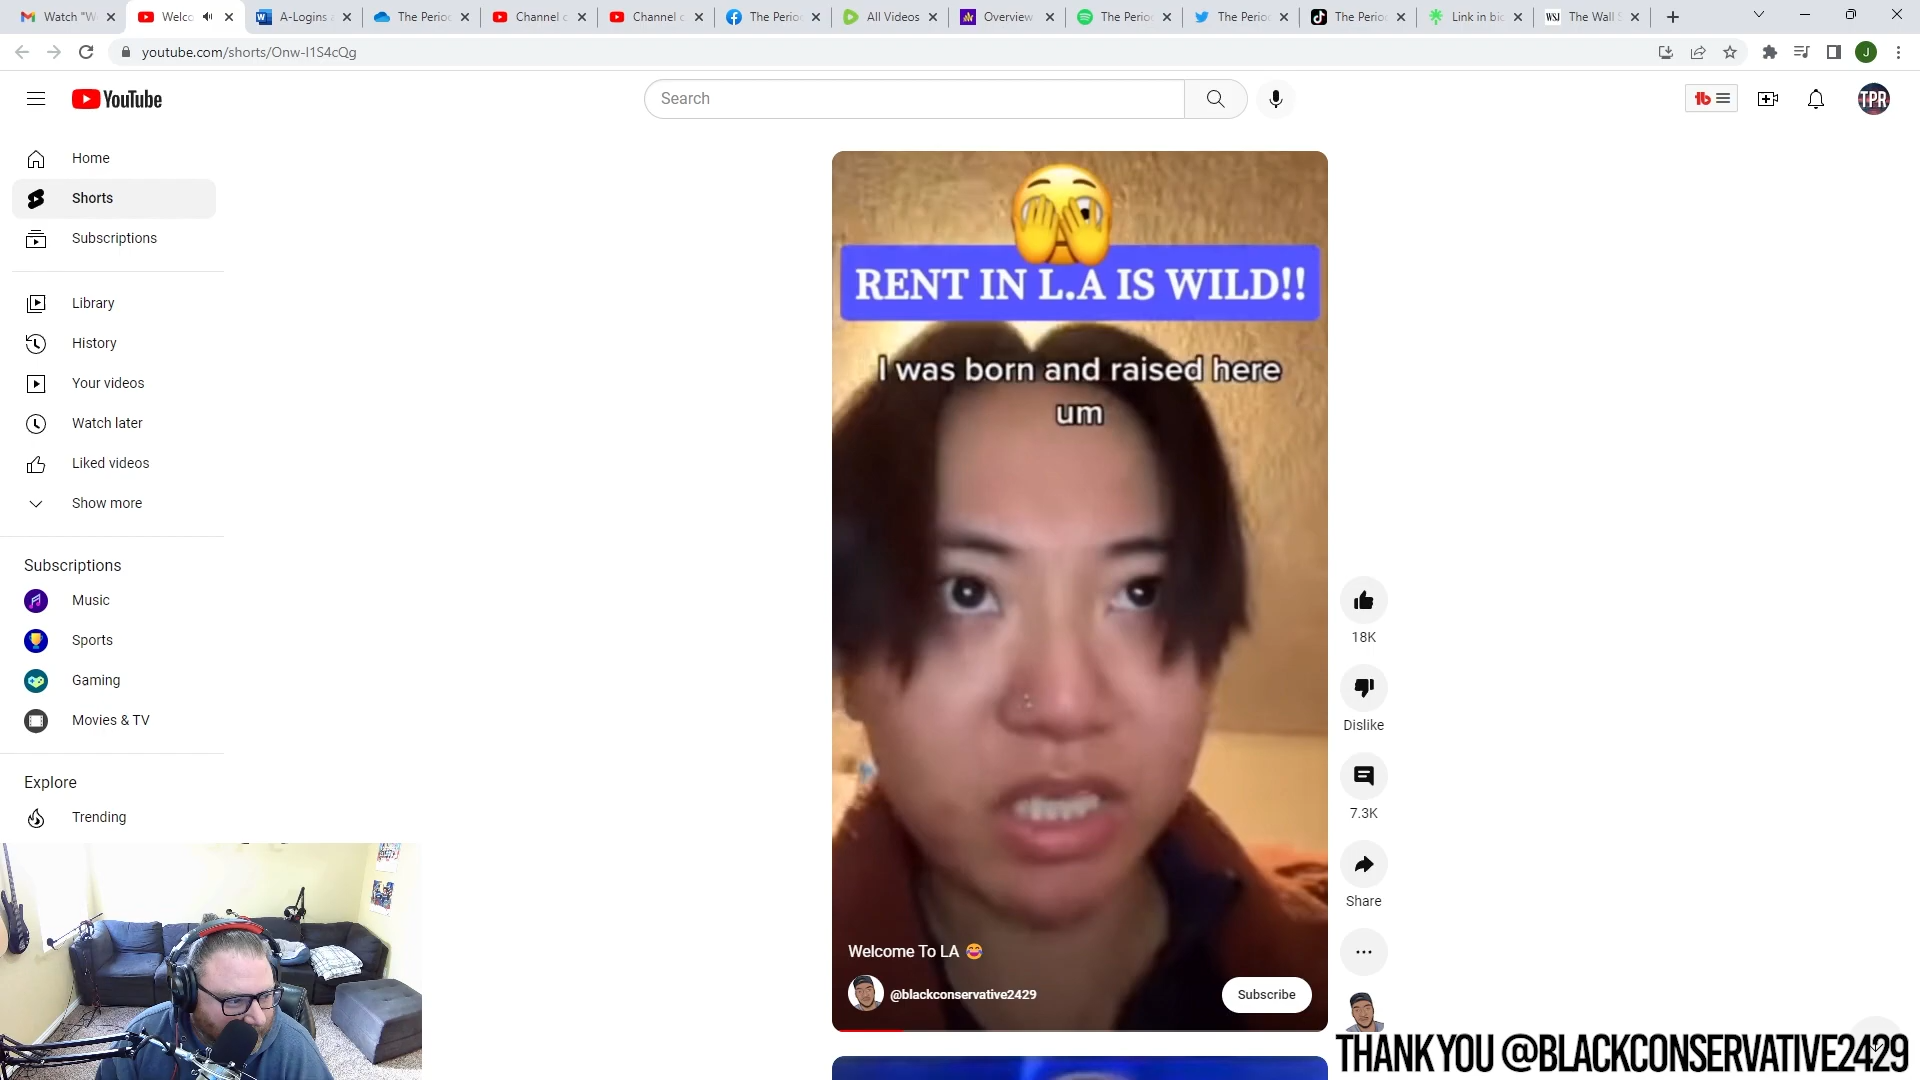 Watch "W
Welco
A-Logins a
The Perio
Channel c
Channel c
The Perio
All Videos
Overview
The Perio
The Perio
The Perio
Link in bio
The Wall S
youtube.com/shorts/Onw-I1S4cQg
J
YouTube
Search
TPR
Home
Shorts
Subscriptions
Library
History
Your videos
Watch later
Liked videos
Show more
Subscriptions
Music
Sports
Gaming
Movies & TV
Explore
Trending
RENT IN L.A IS WILD!!
I was born and raised here
um
Welcome To LA
@blackconservative2429
Subscribe
18K
Dislike
7.3K
Share
THANK YOU @BLACKCONSERVATIVE2429